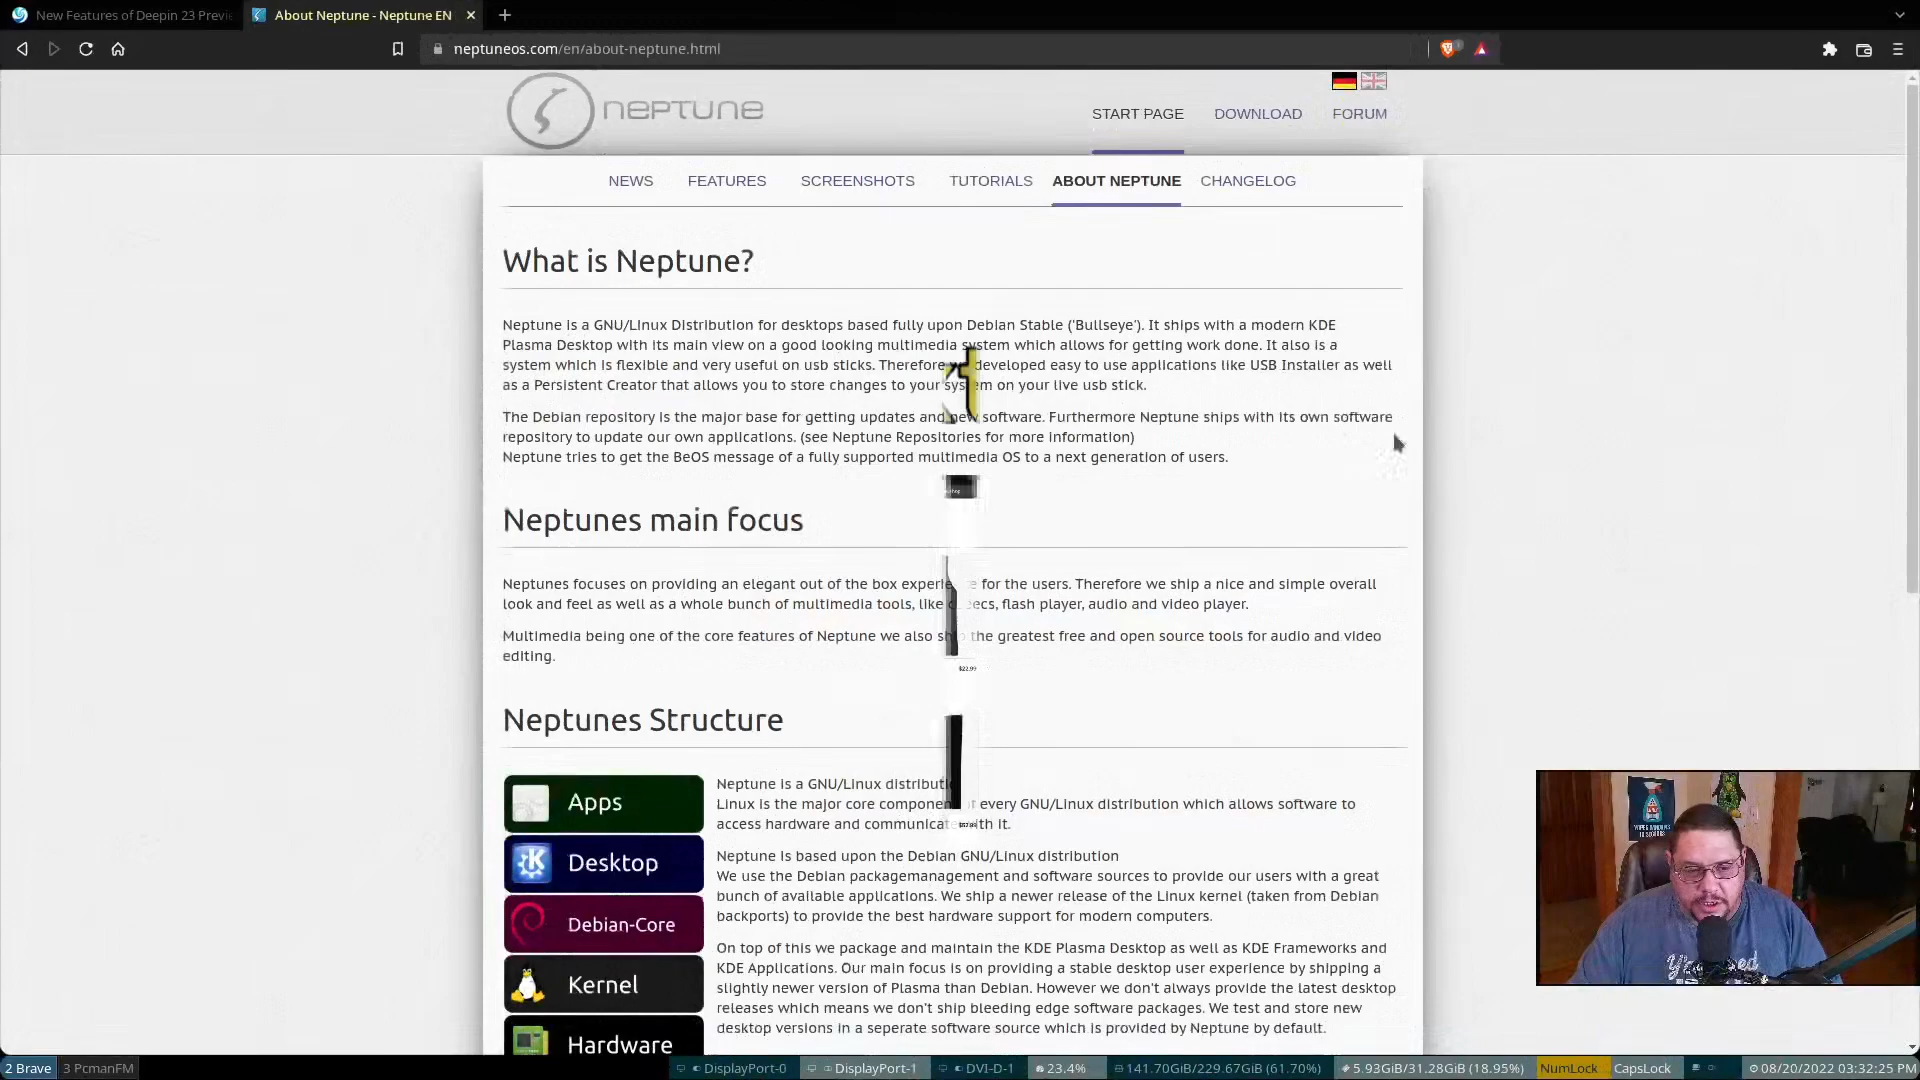 New Features of Deepin 23 Previe
About Neptune - Neptune EN
neptuneos.com/en/about-neptune.html
neptune
START PAGE
DOWNLOAD
FORUM
NEWS
FEATURES
SCREENSHOTS
TUTORIALS
ABOUT NEPTUNE
CHANGELOG
What is Neptune?
Neptune is a GNU/Linux Distribution for desktops based fully upon Debian Stable ('Bullseye'). It ships with a modern KDE
Plasma Desktop with its main view on a good looking multimedia system which allows for getting work done. It also is a
system which is flexible and very useful on usb sticks. Therefore developed easy to use applications like USB Installer as well
as a Persistent Creator that allows you to store changes to your system on your live usb stick.
The Debian repository is the major base for getting updates and new software. Furthermore Neptune ships with its own software
repository to update our own applications. (see Neptune Repositories for more information)
Neptune tries to get the BeOS message of a fully supported multimedia OS to a next generation of users.
Neptunes main focus
Neptunes focuses on providing an elegant out of the box experience for the users. Therefore we ship a nice and simple overall
look and feel as well as a whole bunch of multimedia tools, like codecs, flash player, audio and video player.
Multimedia being one of the core features of Neptune we also ship the greatest free and open source tools for audio and video
editing.
$22.99
Neptunes Structure
Apps
Desktop
Debian-Core
Kernel
Hardware
Neptune is a GNU/Linux distribution
Linux is the major core component of every GNU/Linux distribution which allows software to
access hardware and communicate with it.
Neptune is based upon the Debian GNU/Linux distribution
We use the Debian packagemanagement and software sources to provide our users with a great
bunch of available applications. We ship a newer release of the Linux kernel (taken from Debian
backports) to provide the best hardware support for modern computers.
On top of this we package and maintain the KDE Plasma Desktop as well as KDE Frameworks and
KDE Applications. Our main focus is on providing a stable desktop user experience by shipping a
slightly newer version of Plasma than Debian. However we don't always provide the latest desktop
releases which means we don't ship bleeding edge software packages. We test and store new
desktop versions in a seperate software source which is provided by Neptune by default.
2 Brave
3 PcmanFM
DisplayPort-0
DisplayPort-1
DVI-D-1
23.4%
141.70GiB/229.67GiB (61.70%)
5.93GiB/31.28GiB (18.95%)
NumLock
CapsLock
08/20/2022 03:32:25 PM